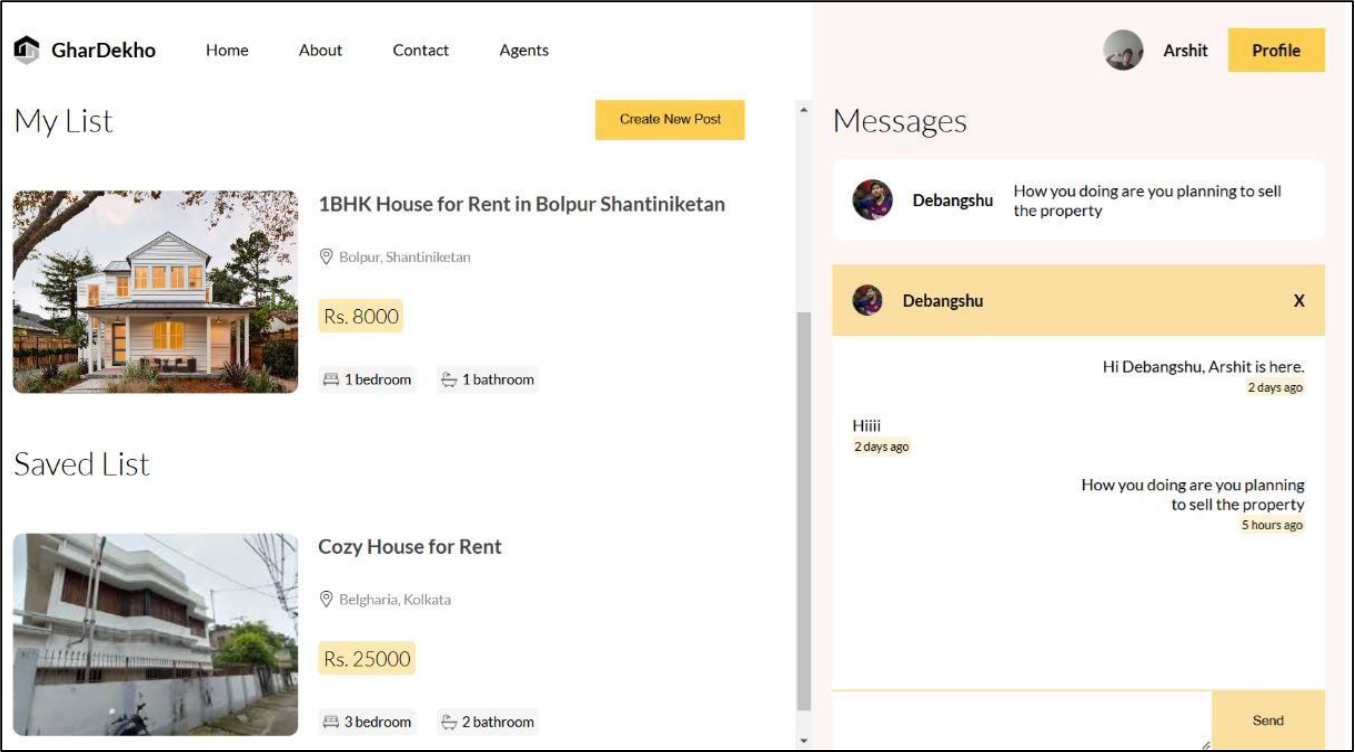 GharDekho
Home
About
Contact
Agents
Arshit
Profile
My List
Create New Post
1BHK House for Rent in Bolpur Shantiniketan
Bolpur, Shantiniketan
Rs. 8000
1 bedroom
1 bathroom
Saved List
Cozy House for Rent
Belgharia, Kolkata
Rs. 25000
3 bedroom
2 bathroom
Messages
Debangshu
How you doing are you planning to sell
the property
Debangshu
X
Hi Debangshu, Arshit is here.
2 days ago
Hiiii
2 days ago
How you doing are you planning
to sell the property
5 hours ago
Send